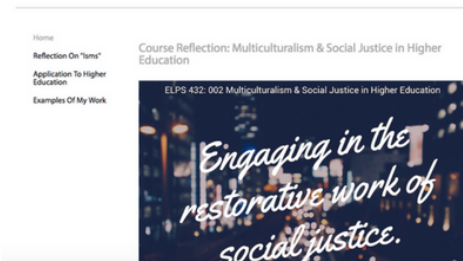 Home
Reflection On "Isms"
Application To Higher
Education
Examples Of My Work
Course Reflection: Multiculturalism & Social Justice in Higher
Education
ELPS 432: 002 Multiculturalism & Social Justice in Higher Education
Engaging in the
restorative work of
social justice.